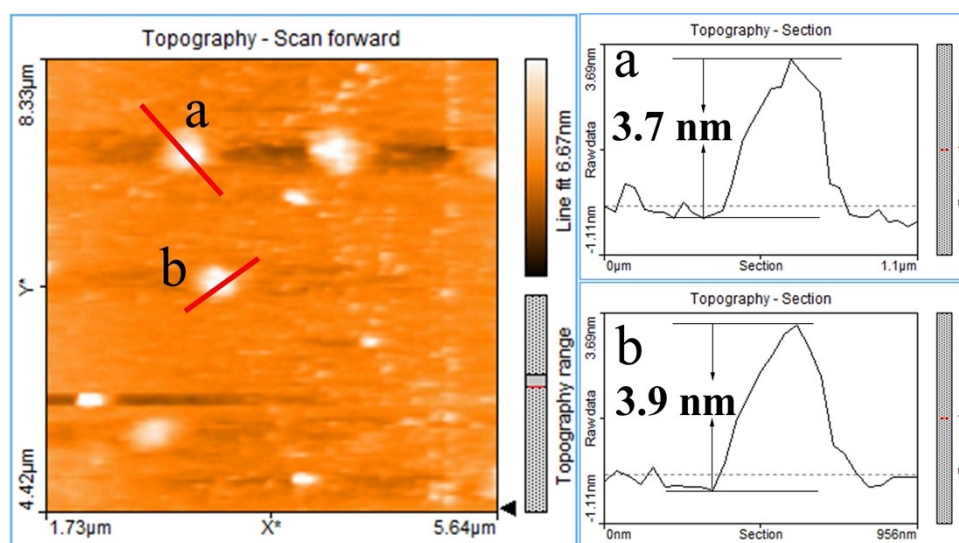 Topography - Scan forward
8.33µm
Y*
4.42µm
a
b
1.73µm
X*
5.64µm
Line fit 6.67nm
Topography range
Topography - Section
3.69nm
Raw data
-1.11nm
a
3.7 nm
0µm
Section
1.1µm
Topography - Section
3.69nm
Raw data
-1.11nm
b
3.9 nm
0nm
Section
956nm